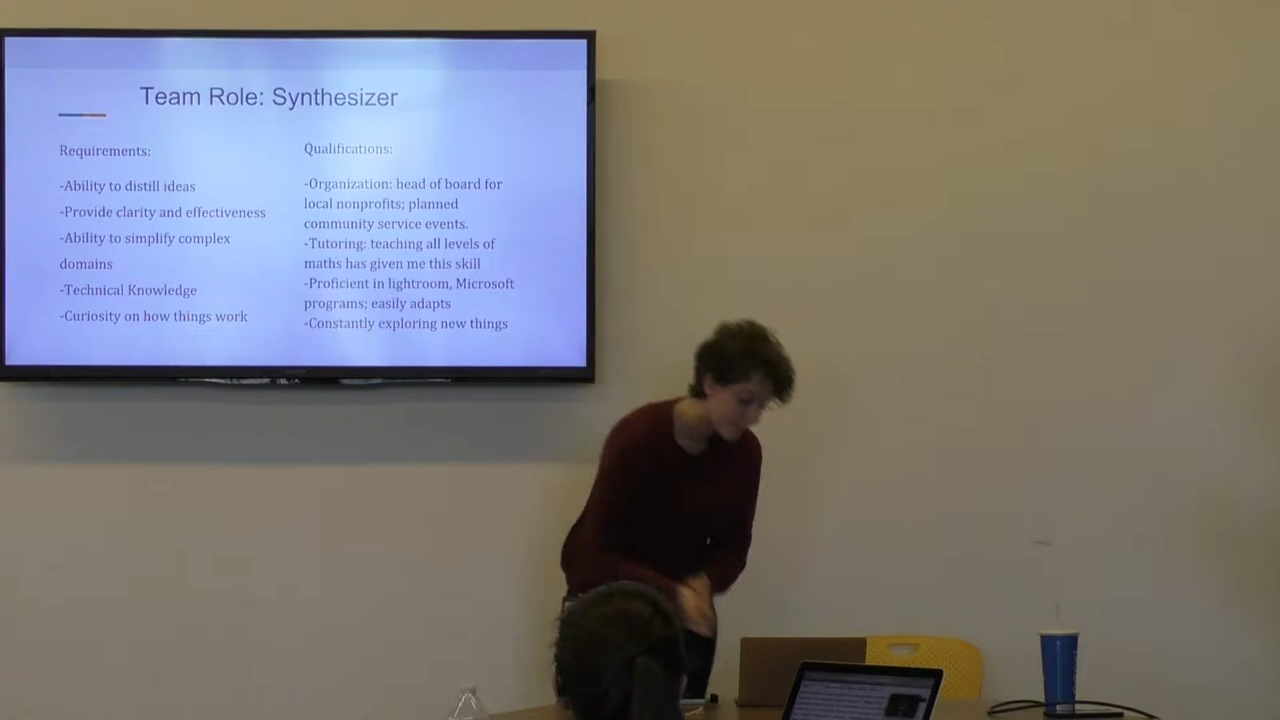 Team Role: Synthesizer
Requirements:
-Ability to distill ideas
-Provide clarity and effectiveness
-Ability to simplify complex
domains
-Technical Knowledge
-Curiosity on how things work
Qualifications:
-Organization: head of board for
local nonprofits; planned
community service events.
-Tutoring: teaching all levels of
maths has given me this skill
-Proficient in lightroom, Microsoft
programs; easily adapts
-Constantly exploring new things